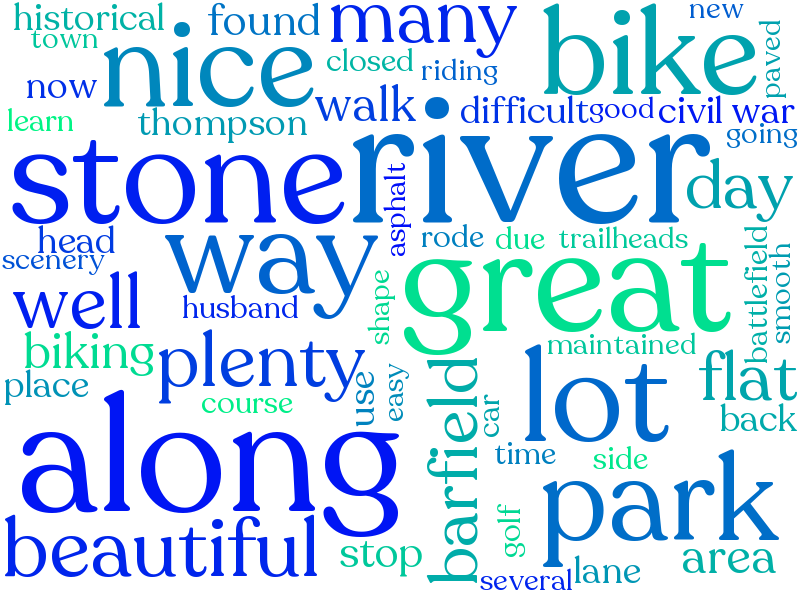 historical
found
many
new
town
nice
closed
bike
paved
now
riding
walk
difficult
good
civil war
learn
thompson
going
stone
river
asphalt
day
head
way
rode
due
trailheads
scenery
battlefield
smooth
well
husband
shape
great
biking
plenty
maintained
place
course
use
easy
barfield
car
lot
flat
back
along
time
side
golf
park
beautiful
stop
several
lane
area